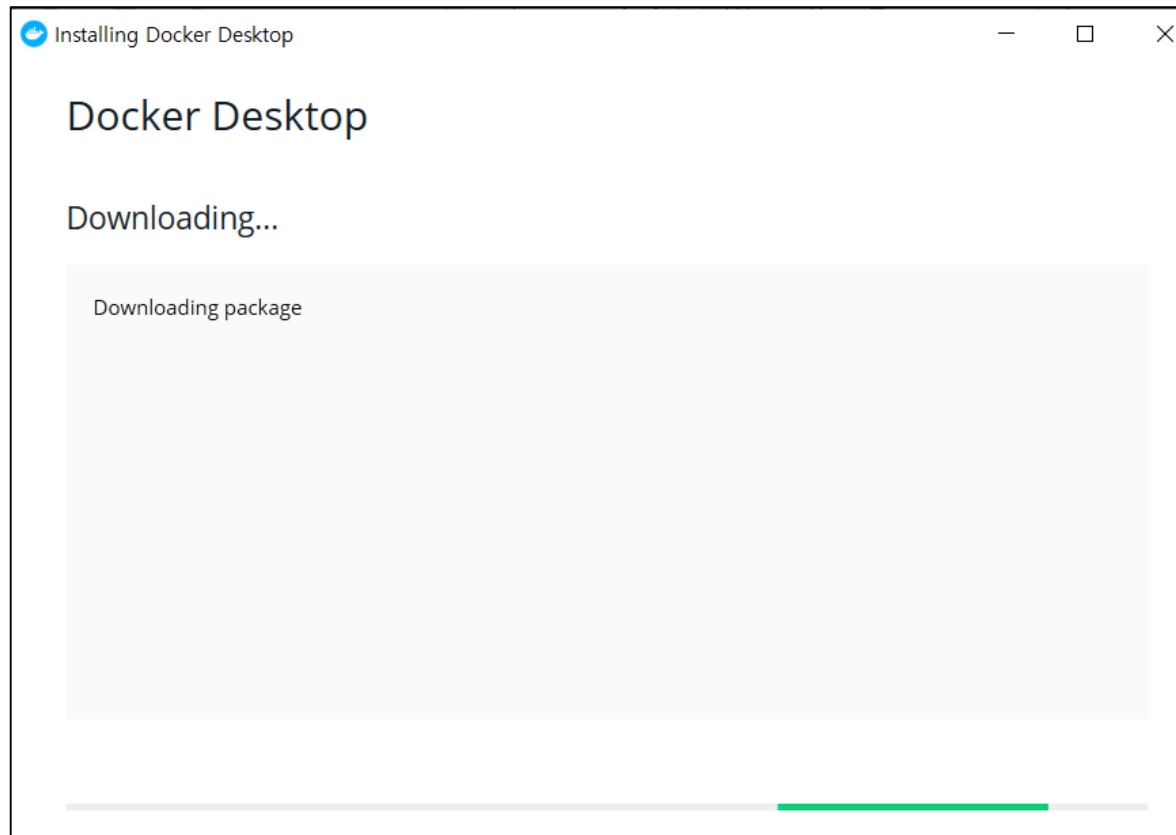 Installing Docker Desktop
Docker Desktop
Downloading...
Downloading package